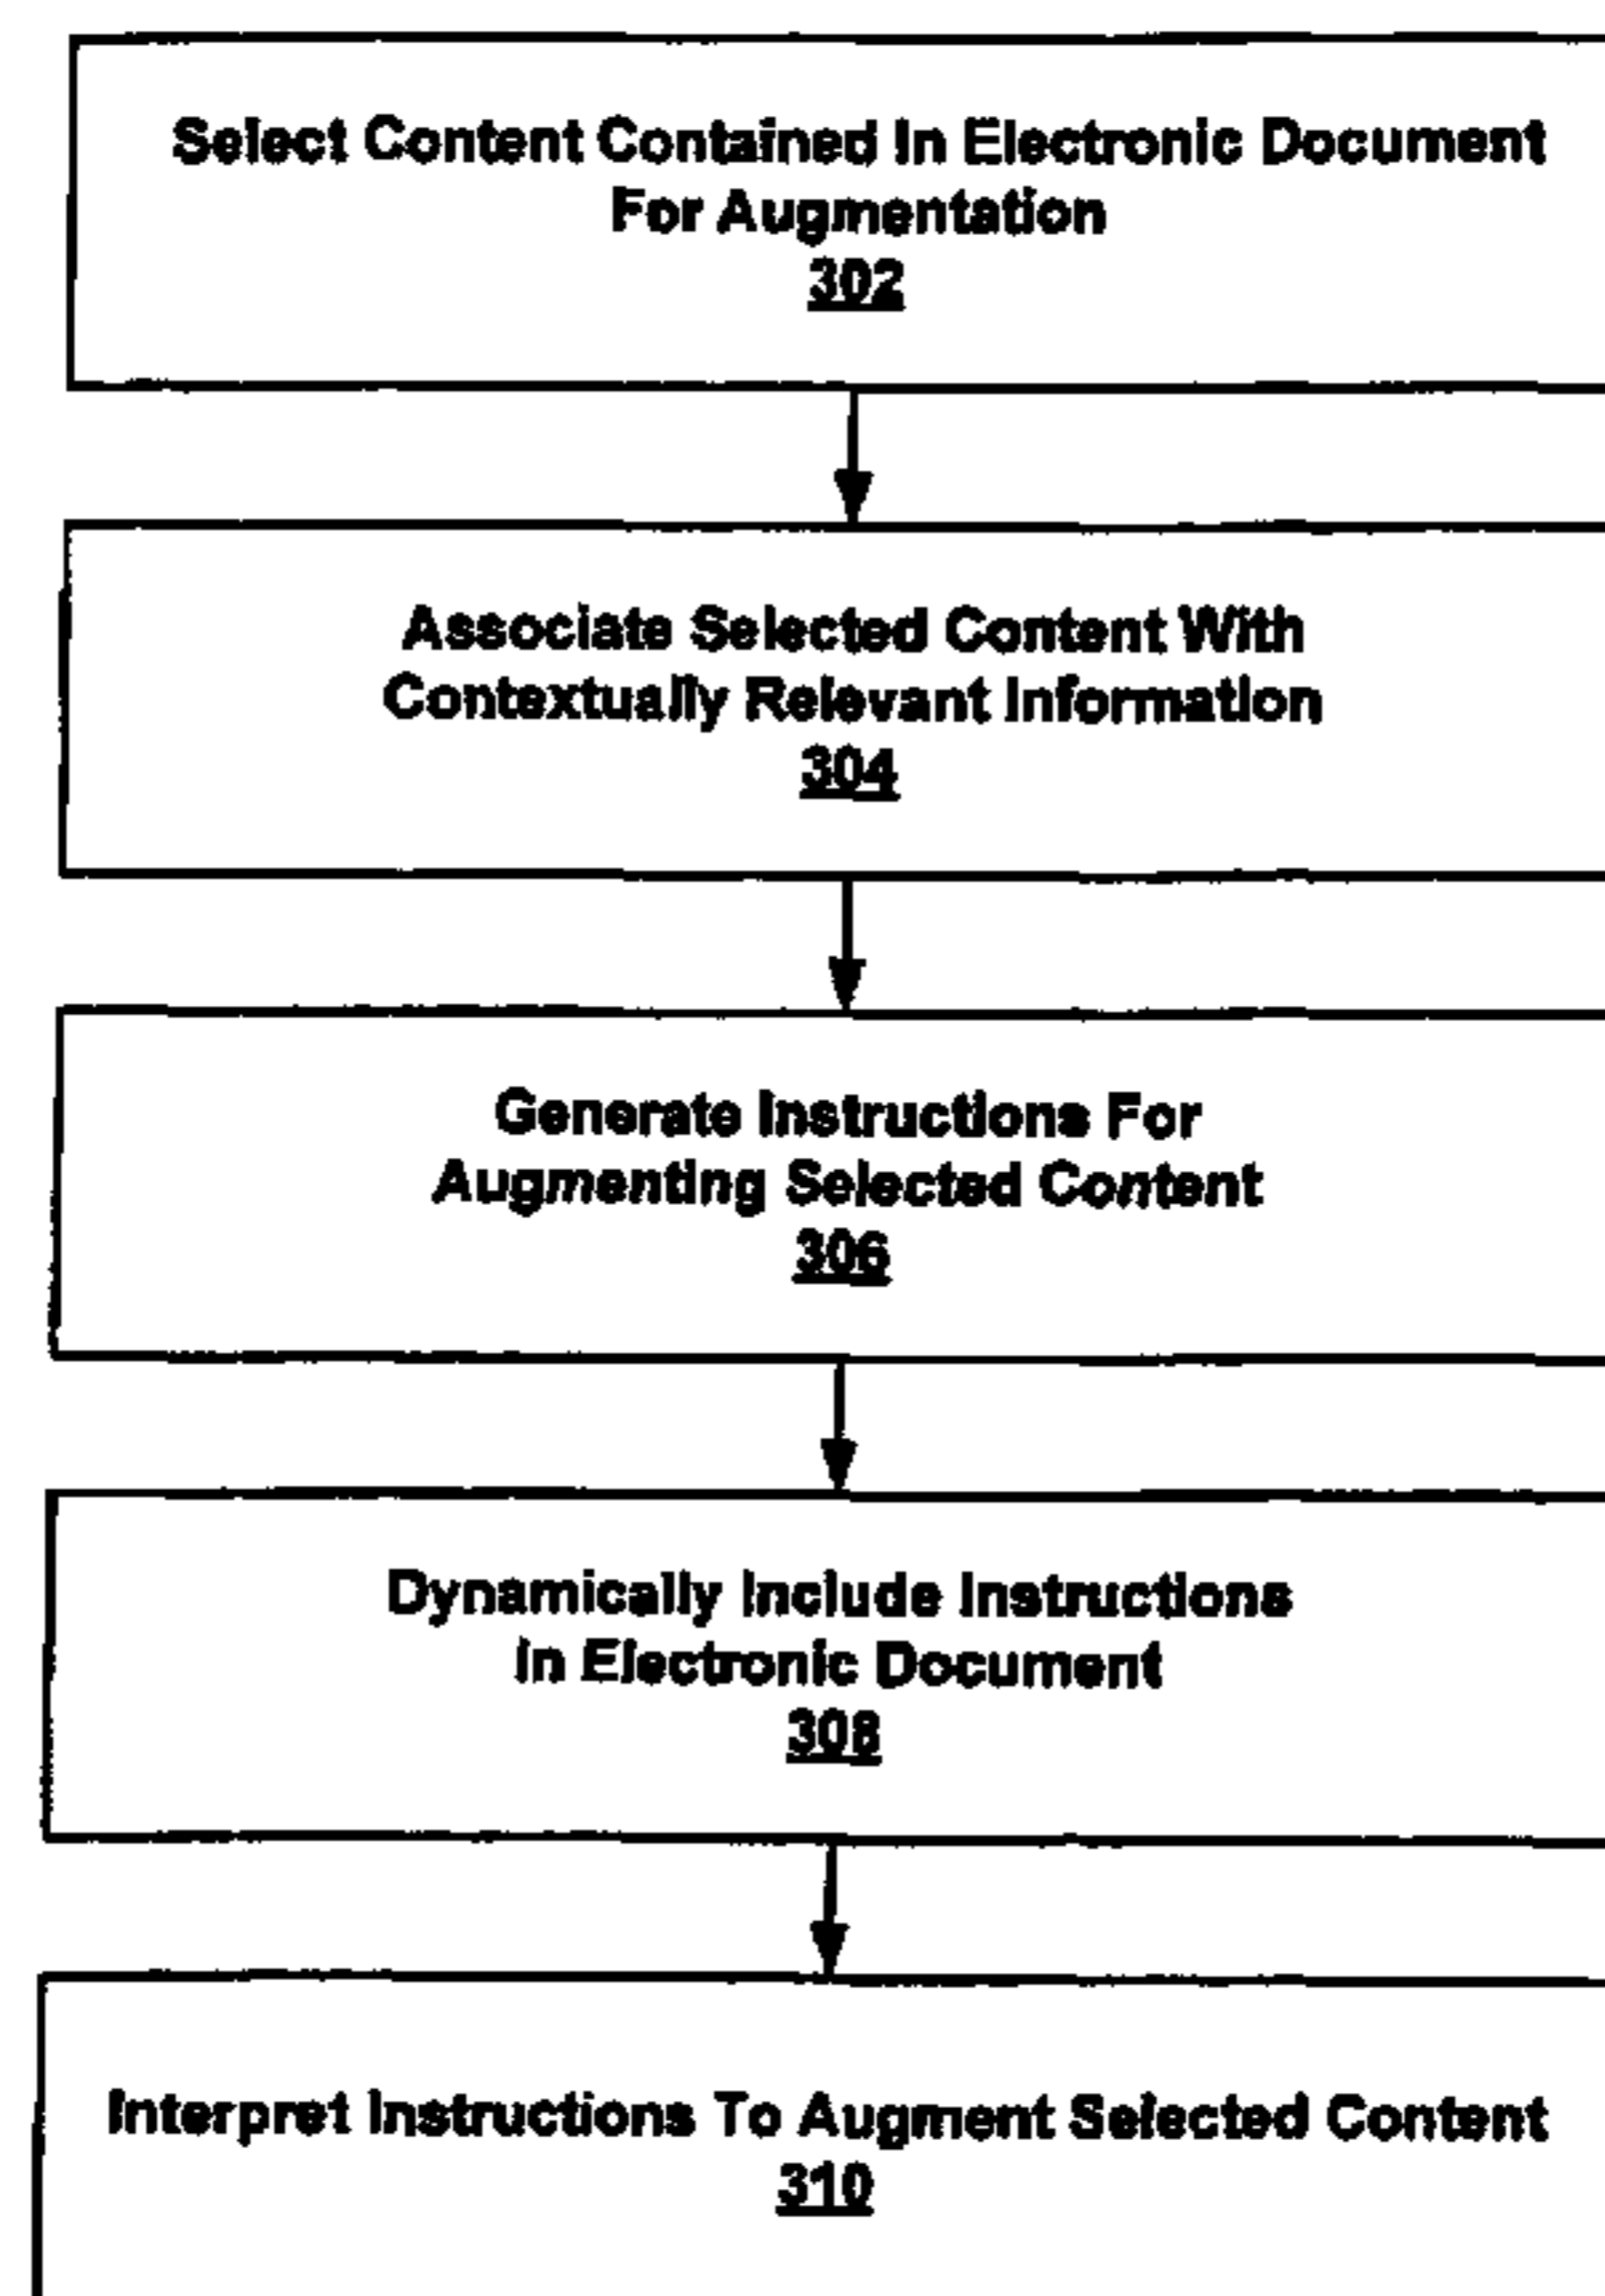 Select Content Contained In Electronic Document
For Augmentation
302
Associate Selected Content With
Contextually Relevant Information
304
Generate Instructions For
Augmenting Selected Content
306
Dynamically Include Instructions
In Electronic Document
308
Interpret Instructions To Augment Selected Content
310